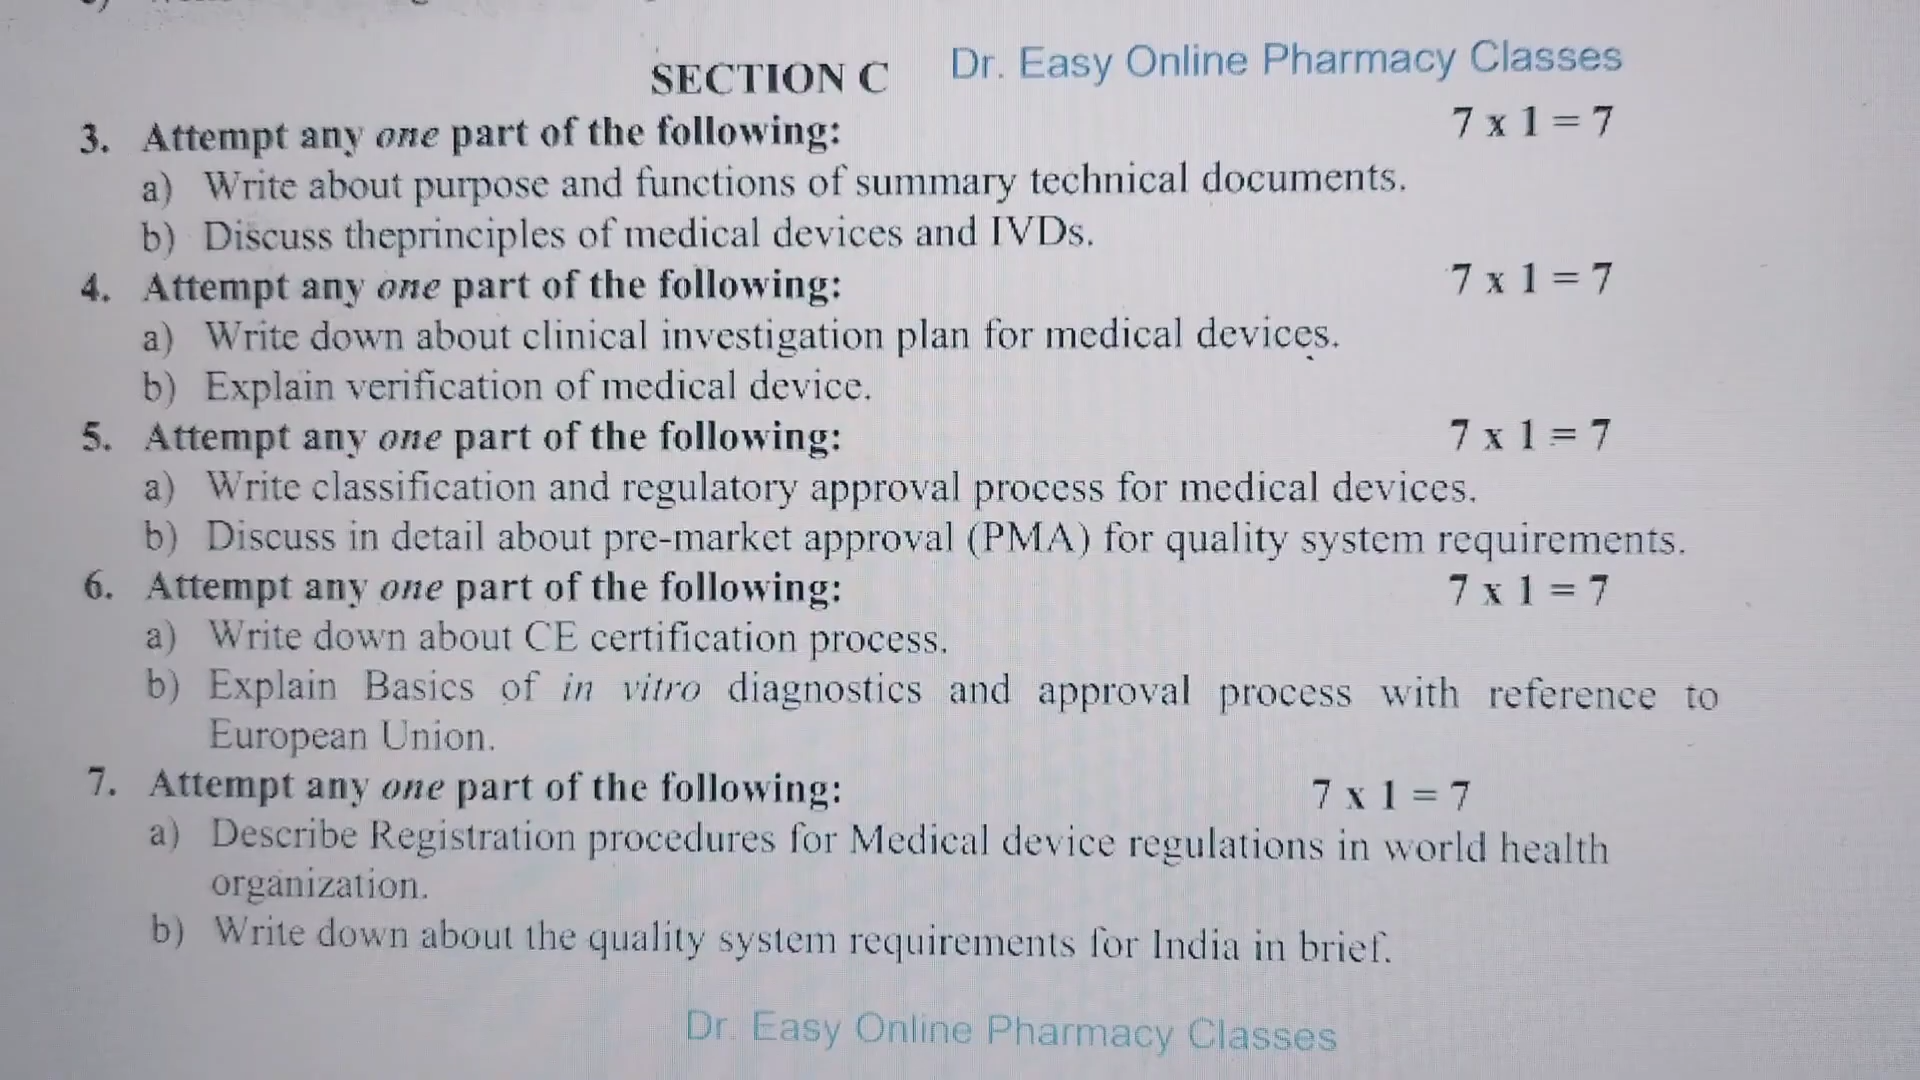 SECTION C Dr. Easy Online Pharmacy Classes
3. Attempt any one part of the following: 7 x 1 = 7
a) Write about purpose and functions of summary technical documents.
b) Discuss theprinciples of medical devices and IVDs.
4. Attempt any one part of the following: 7 x 1 = 7
a) Write down about clinical investigation plan for medical devices.
b) Explain verification of medical device.
5. Attempt any one part of the following: 7 x 1 = 7
a) Write classification and regulatory approval process for medical devices.
b) Discuss in detail about pre-market approval (PMA) for quality system requirements.
6. Attempt any one part of the following: 7 x 1 = 7
a) Write down about CE certification process.
b) Explain Basics of in vitro diagnostics and approval process with reference to
European Union.
7. Attempt any one part of the following: 7 x 1 = 7
a) Describe Registration procedures for Medical device regulations in world health
organization.
b) Write down about the quality system requirements for India in brief.
Dr. Easy Online Pharmacy Classes